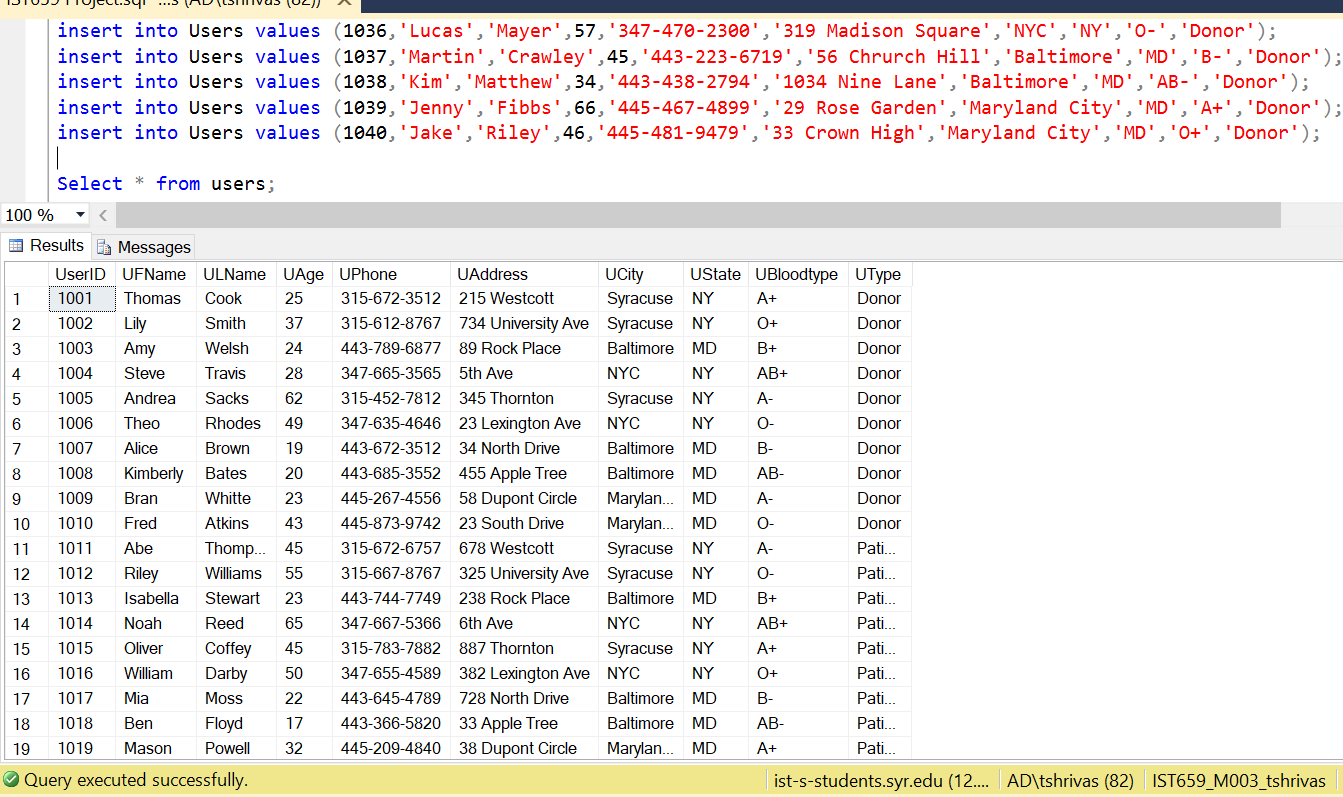 IST659 Project.sql ...s (AD\tshrivas (82))
insert into Users values (1036,'Lucas','Mayer',57,'347-470-2300','319 Madison Square','NYC','NY','O-','Donor');
insert into Users values (1037,'Martin','Crawley',45,'443-223-6719','56 Chrurch Hill','Baltimore','MD','B-','Donor');
insert into Users values (1038,'Kim','Matthew',34,'443-438-2794','1034 Nine Lane','Baltimore','MD','AB-','Donor');
insert into Users values (1039,'Jenny','Fibbs',66,'445-467-4899','29 Rose Garden','Maryland City','MD','A+','Donor');
insert into Users values (1040,'Jake','Riley',46,'445-481-9479','33 Crown High','Maryland City','MD','O+','Donor');
Select * from users;
100 %
Results Messages
UserID UFName ULName UAge UPhone UAddress UCity UState UBloodtype UType
1 1001 Thomas Cook 25 315-672-3512 215 Westcott Syracuse NY A+ Donor
2 1002 Lily Smith 37 315-612-8767 734 University Ave Syracuse NY O+ Donor
3 1003 Amy Welsh 24 443-789-6877 89 Rock Place Baltimore MD B+ Donor
4 1004 Steve Travis 28 347-665-3565 5th Ave NYC NY AB+ Donor
5 1005 Andrea Sacks 62 315-452-7812 345 Thornton Syracuse NY A- Donor
6 1006 Theo Rhodes 49 347-635-4646 23 Lexington Ave NYC NY O- Donor
7 1007 Alice Brown 19 443-672-3512 34 North Drive Baltimore MD B- Donor
8 1008 Kimberly Bates 20 443-685-3552 455 Apple Tree Baltimore MD AB- Donor
9 1009 Bran Whitte 23 445-267-4556 58 Dupont Circle Marylan... MD A- Donor
10 1010 Fred Atkins 43 445-873-9742 23 South Drive Marylan... MD O- Donor
11 1011 Abe Thomp... 45 315-672-6757 678 Westcott Syracuse NY A- Pati...
12 1012 Riley Williams 55 315-667-8767 325 University Ave Syracuse NY O- Pati...
13 1013 Isabella Stewart 23 443-744-7749 238 Rock Place Baltimore MD B+ Pati...
14 1014 Noah Reed 65 347-667-5366 6th Ave NYC NY AB+ Pati...
15 1015 Oliver Coffey 45 315-783-7882 887 Thornton Syracuse NY A+ Pati...
16 1016 William Darby 50 347-655-4589 382 Lexington Ave NYC NY O+ Pati...
17 1017 Mia Moss 22 443-645-4789 728 North Drive Baltimore MD B- Pati...
18 1018 Ben Floyd 17 443-366-5820 33 Apple Tree Baltimore MD AB- Pati...
19 1019 Mason Powell 32 445-209-4840 38 Dupont Circle Marylan... MD A+ Pati...
Query executed successfully. ist-s-students.syr.edu (12.... AD\tshrivas (82) IST659_M003_tshrivas